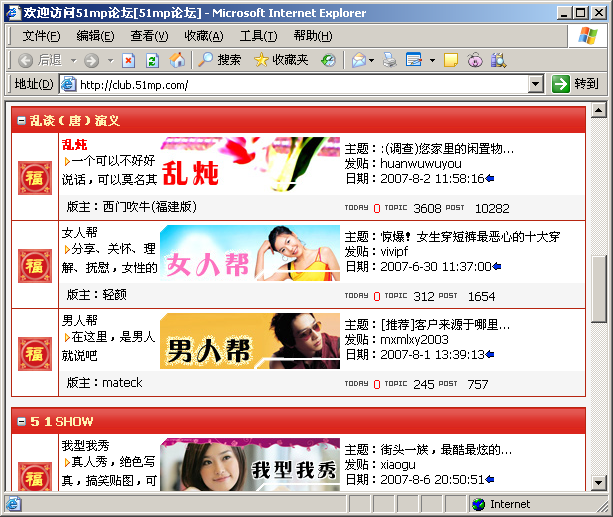 欢迎访问51mp论坛[51mp论坛] - Microsoft Internet Explorer
文件(F) 编辑(E) 查看(V) 收藏(A) 工具(T) 帮助(H)
后退 搜索 收藏夹
地址(D) http://club.51mp.com/ 转到
乱谈（唐）演义
福
乱炖
一个可以不好好
说话，可以莫名其
乱炖
主题：:(调查)您家里的闲置物...
发贴：huanwuwuyou
日期：2007-8-2 11:58:16
版主：西门吹牛(福建版)
TODAY 0 TOPIC 3608 POST 10282
福
女人帮
分享、关怀、理
解、抚慰，女性的
女人帮
主题：惊爆！女生穿短裤最恶心的十大穿
发贴：vivipf
日期：2007-6-30 11:37:00
版主：轻颜
TODAY 0 TOPIC 312 POST 1654
福
男人帮
在这里，是男人
就说吧
男人帮
主题：[推荐]客户来源于哪里...
发贴：mxmlxy2003
日期：2007-8-1 13:39:13
版主：mateck
TODAY 0 TOPIC 245 POST 757
５１SHOW
福
我型我秀
真人秀，绝色写
真，搞笑贴图，可
我型我秀
主题：街头一族，最酷最炫的...
发贴：xiaogu
日期：2007-8-6 20:50:51
Internet